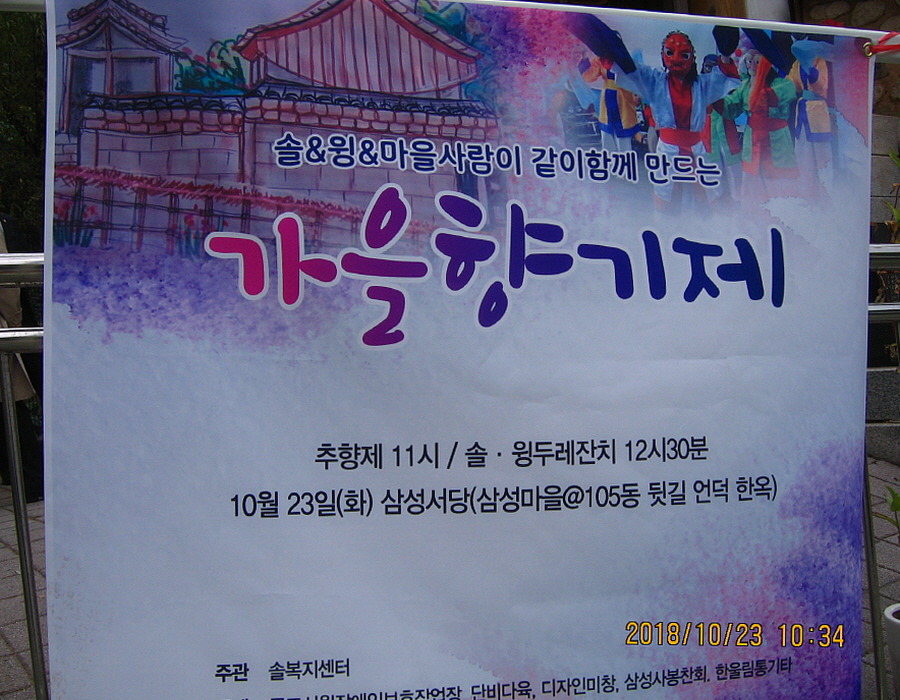 솔&윙&마을사람이 같이함께 만드는
가을향기제
추향제 11시 / 솔 · 윙두레잔치 12시30분
10월 23일(화) 삼성서당(삼성마을@105동 뒷길 언덕 한옥)
2018/10/23 10:34
주관 솔복지센터
단비다육, 디자인미창, 삼성사봉찬회, 한울림통기타